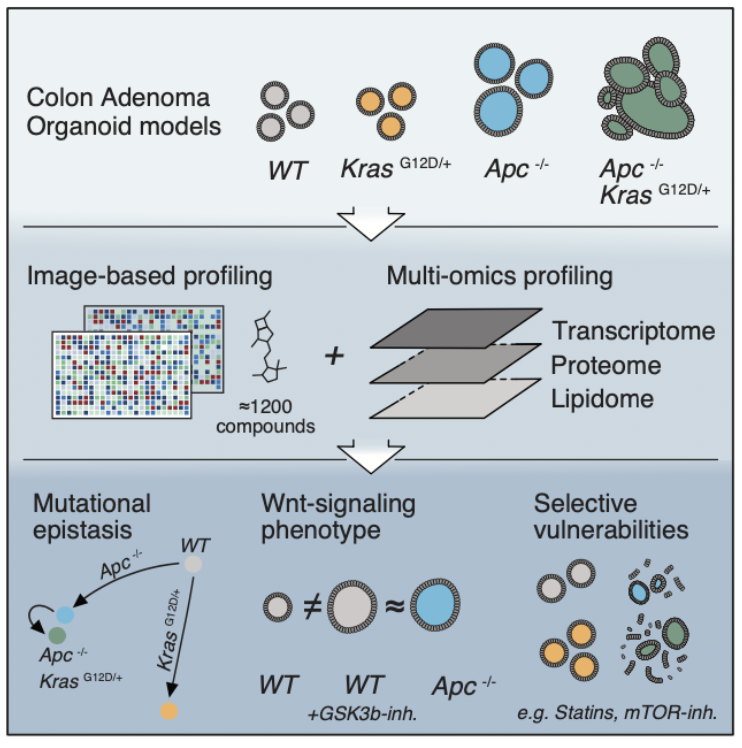 Colon Adenoma
Organoid models
WT
Kras G12D/+
Apc -/-
Apc -/-
Kras G12D/+
Image-based profiling
Multi-omics profiling
≈1200
compounds
+
Transcriptome
Proteome
Lipidome
Mutational
epistasis
WT
Apc -/-
Kras G12D/+
Apc -/-
Kras G12D/+
Wnt-signaling
phenotype
≠ ≈
WT WT Apc -/-
+GSK3b-inh.
Selective
vulnerabilities
e.g. Statins, mTOR-inh.